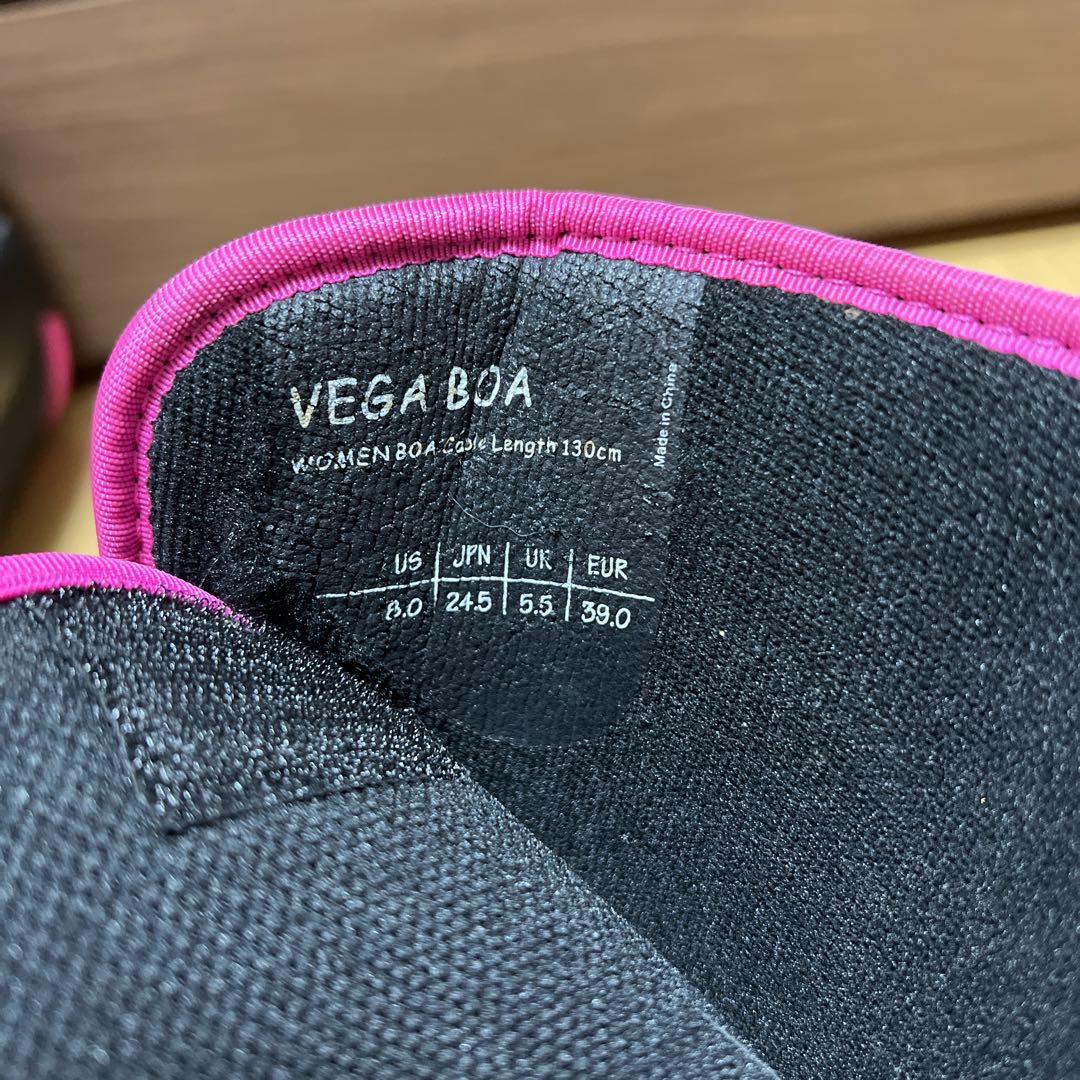 VEGA BOA
WOMEN BOA Cable Length 130cm
Made in China
US JPN UK EUR
8.0 24.5 5.5 39.0